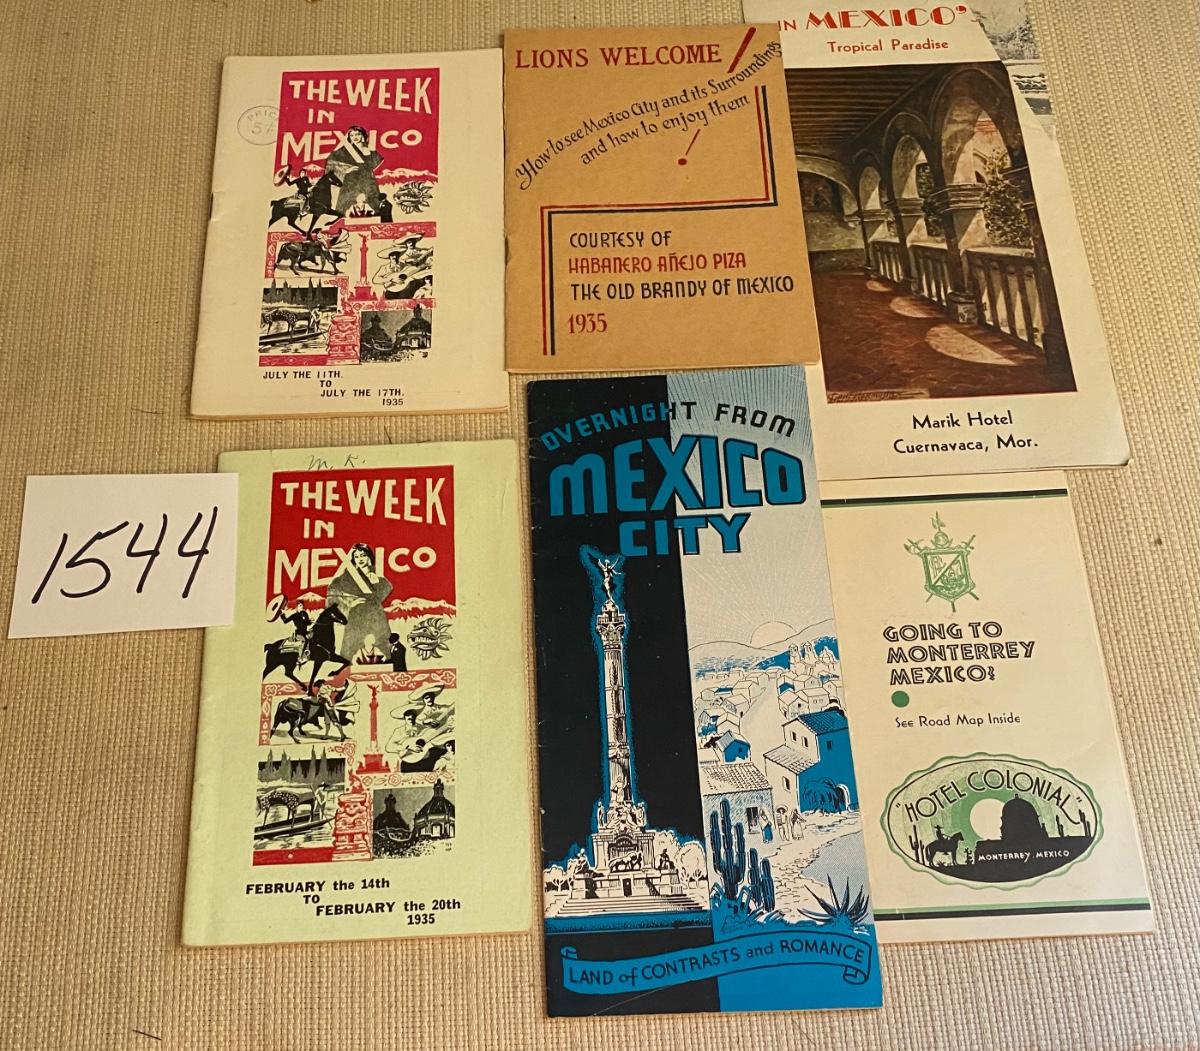 THE WEEK
IN
MEXICO
PRICE
JULY THE 11TH.
TO
JULY THE 17TH.
1935
LIONS WELCOME!
How to see Mexico City and its Surroundings
and how to enjoy them!
COURTESY OF
HABANERO AÑEJO PIZA
THE OLD BRANDY OF MEXICO
1935
IN MEXICO'S
Tropical Paradise
Marik Hotel
Cuernavaca, Mor.
1544
M. K.
THE WEEK
IN
MEXICO
FEBRUARY the 14th
TO
FEBRUARY the 20th
1935
OVERNIGHT FROM
MEXICO
CITY
LAND of CONTRASTS and ROMANCE
GOING TO
MONTERREY
MEXICO?
See Road Map Inside
"HOTEL COLONIAL"
MONTERREY. MEXICO